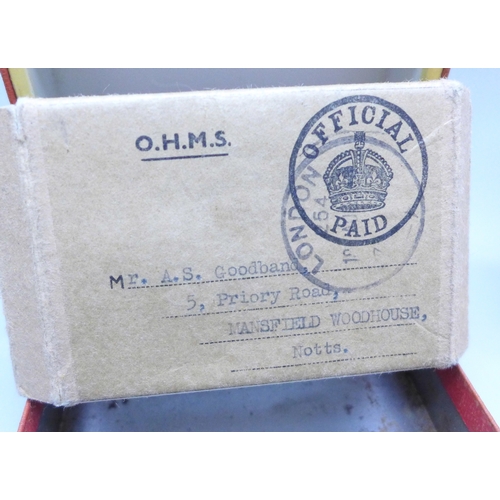 O.H.M.S.
OFFICIAL
PAID
LONDON
Mr. A.S. Goodband,
5, Priory Road,
MANSFIELD WOODHOUSE,
Notts.